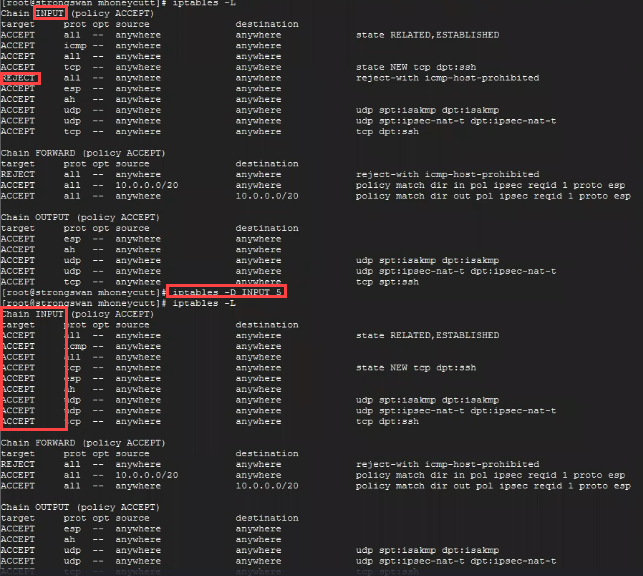 [root@strongswan mhoneycutt]# iptables -L
Chain INPUT (policy ACCEPT)
target prot opt source destination
ACCEPT all -- anywhere anywhere state RELATED,ESTABLISHED
ACCEPT icmp -- anywhere anywhere
ACCEPT all -- anywhere anywhere
ACCEPT tcp -- anywhere anywhere state NEW tcp dpt:ssh
REJECT all -- anywhere anywhere reject-with icmp-host-prohibited
ACCEPT esp -- anywhere anywhere
ACCEPT ah -- anywhere anywhere
ACCEPT udp -- anywhere anywhere udp spt:isakmp dpt:isakmp
ACCEPT udp -- anywhere anywhere udp spt:ipsec-nat-t dpt:ipsec-nat-t
ACCEPT tcp -- anywhere anywhere tcp dpt:ssh
Chain FORWARD (policy ACCEPT)
target prot opt source destination
REJECT all -- anywhere anywhere reject-with icmp-host-prohibited
ACCEPT all -- 10.0.0.0/20 anywhere policy match dir in pol ipsec reqid 1 proto esp
ACCEPT all -- anywhere 10.0.0.0/20 policy match dir out pol ipsec reqid 1 proto esp
Chain OUTPUT (policy ACCEPT)
target prot opt source destination
ACCEPT esp -- anywhere anywhere
ACCEPT ah -- anywhere anywhere
ACCEPT udp -- anywhere anywhere udp spt:isakmp dpt:isakmp
ACCEPT udp -- anywhere anywhere udp spt:ipsec-nat-t dpt:ipsec-nat-t
ACCEPT tcp -- anywhere anywhere tcp spt:ssh
[root@strongswan mhoneycutt]# iptables -D INPUT 5
[root@strongswan mhoneycutt]# iptables -L
Chain INPUT (policy ACCEPT)
target prot opt source destination
ACCEPT all -- anywhere anywhere state RELATED,ESTABLISHED
ACCEPT icmp -- anywhere anywhere
ACCEPT all -- anywhere anywhere
ACCEPT tcp -- anywhere anywhere state NEW tcp dpt:ssh
ACCEPT esp -- anywhere anywhere
ACCEPT ah -- anywhere anywhere
ACCEPT udp -- anywhere anywhere udp spt:isakmp dpt:isakmp
ACCEPT udp -- anywhere anywhere udp spt:ipsec-nat-t dpt:ipsec-nat-t
ACCEPT tcp -- anywhere anywhere tcp dpt:ssh
Chain FORWARD (policy ACCEPT)
target prot opt source destination
REJECT all -- anywhere anywhere reject-with icmp-host-prohibited
ACCEPT all -- 10.0.0.0/20 anywhere policy match dir in pol ipsec reqid 1 proto esp
ACCEPT all -- anywhere 10.0.0.0/20 policy match dir out pol ipsec reqid 1 proto esp
Chain OUTPUT (policy ACCEPT)
target prot opt source destination
ACCEPT esp -- anywhere anywhere
ACCEPT ah -- anywhere anywhere
ACCEPT udp -- anywhere anywhere udp spt:isakmp dpt:isakmp
ACCEPT udp -- anywhere anywhere udp spt:ipsec-nat-t dpt:ipsec-nat-t
ACCEPT tcp -- anywhere anywhere tcp spt:ssh